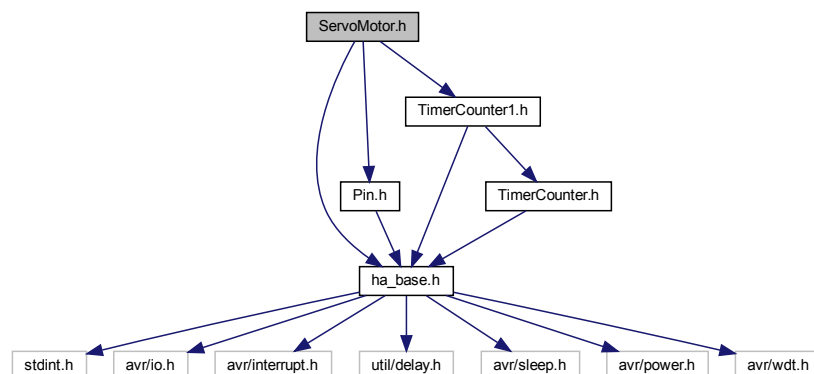 ServoMotor.h
TimerCounter1.h
Pin.h
TimerCounter.h
ha_base.h
stdint.h
avr/io.h
avr/interrupt.h
util/delay.h
avr/sleep.h
avr/power.h
avr/wdt.h